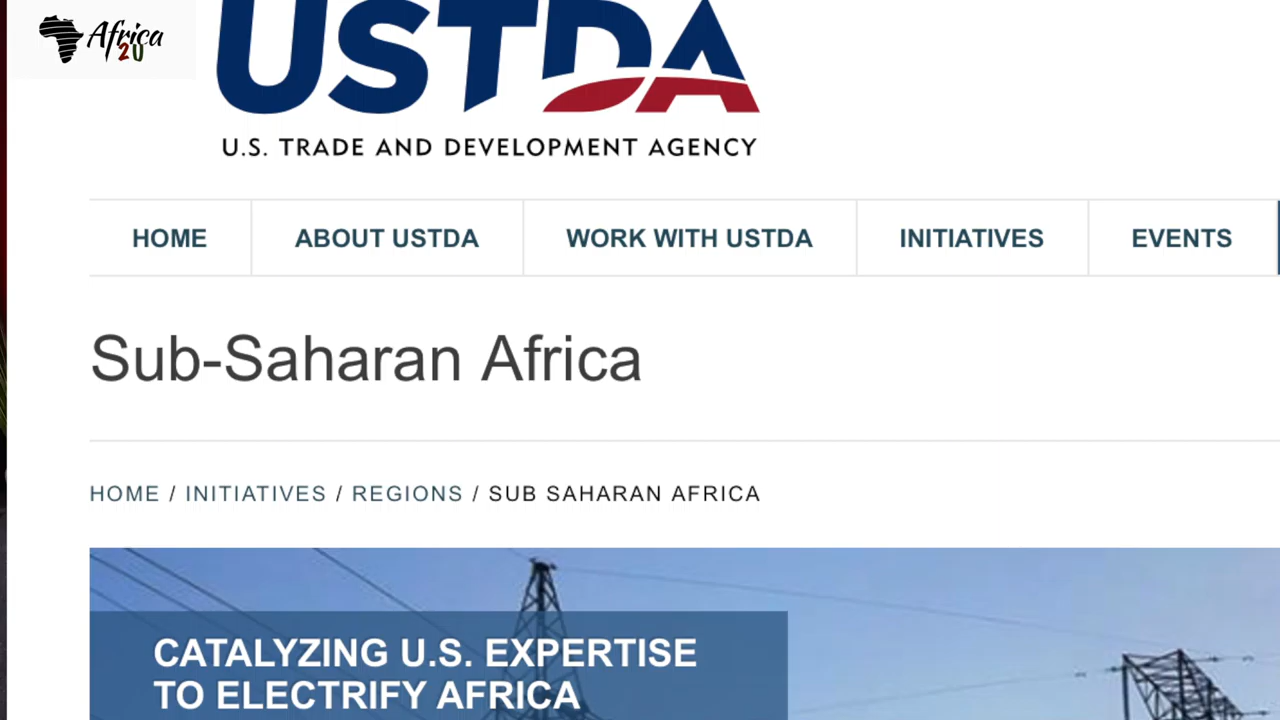 Africa
2U
USTDA
U.S. TRADE AND DEVELOPMENT AGENCY
HOME ABOUT USTDA WORK WITH USTDA INITIATIVES EVENTS
Sub-Saharan Africa
HOME / INITIATIVES / REGIONS / SUB SAHARAN AFRICA
CATALYZING U.S. EXPERTISE
TO ELECTRIFY AFRICA